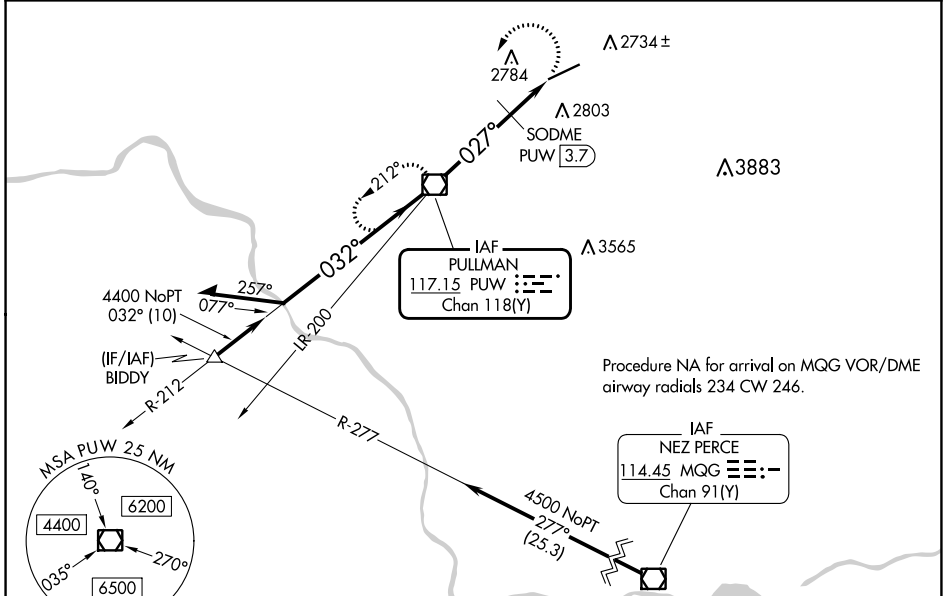 2734±
2784
2803
SODME
PUW 3.7
027°
3883
212°
032°
3565
IAF
PULLMAN
117.15 PUW
Chan 118(Y)
257°
077°
4400 NoPT
032° (10)
LR-200
(IF/IAF)
BIDDY
R-212
R-277
Procedure NA for arrival on MQG VOR/DME
airway radials 234 CW 246.
IAF
NEZ PERCE
114.45 MQG
Chan 91(Y)
4500 NoPT
277°
(25.3)
MSA PUW 25 NM
140°
6200
4400
270°
035°
6500